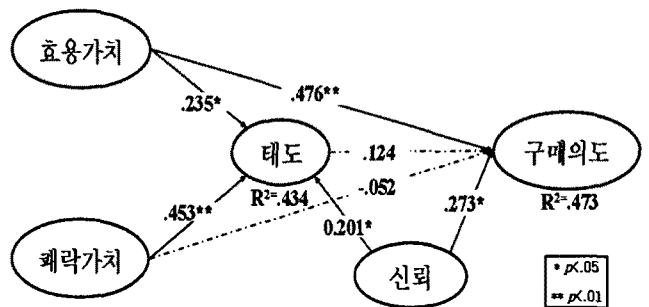 효용가치
.476**
.235*
태도
.124
구매의도
R²=.434
-.052
R²=.473
.453**
0.201*
.273*
쾌락가치
신뢰
* p<.05
** p<.01